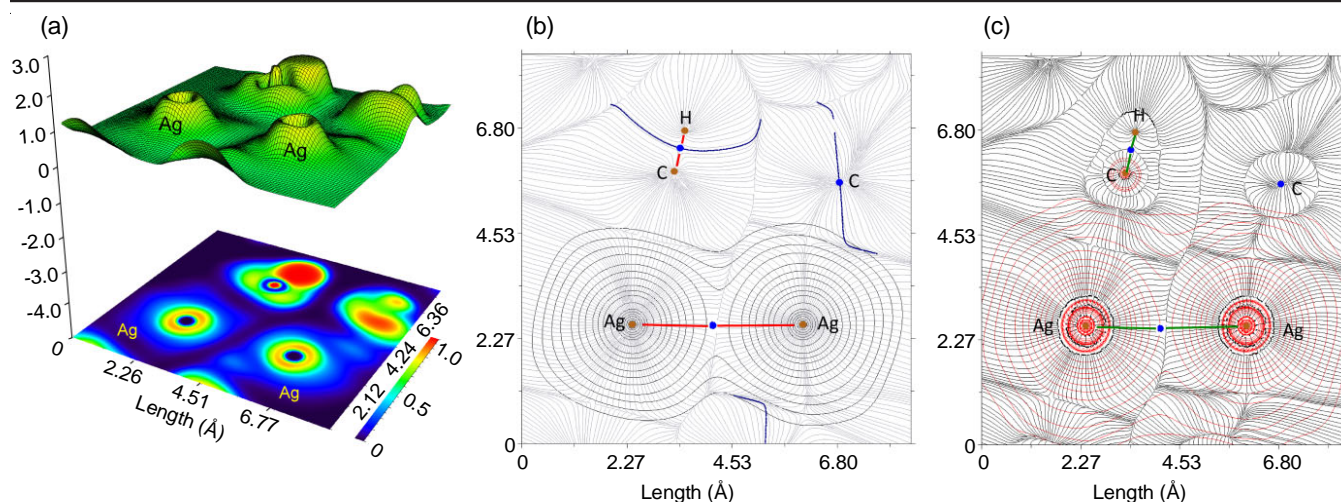 (a)
3.0
2.0
1.0
0
-1.0
-2.0
-3.0
-4.0
0
Ag
Ag
Ag
Ag
2.26
4.51
6.77
Length (Å)
2.12
4.24
6.36
1.0
0.5
0
(b)
6.80
4.53
2.27
0
H
C
C
Ag
Ag
0
2.27
4.53
6.80
Length (Å)
(c)
6.80
4.53
2.27
0
H
C
C
Ag
Ag
0
2.27
4.53
6.80
Length (Å)